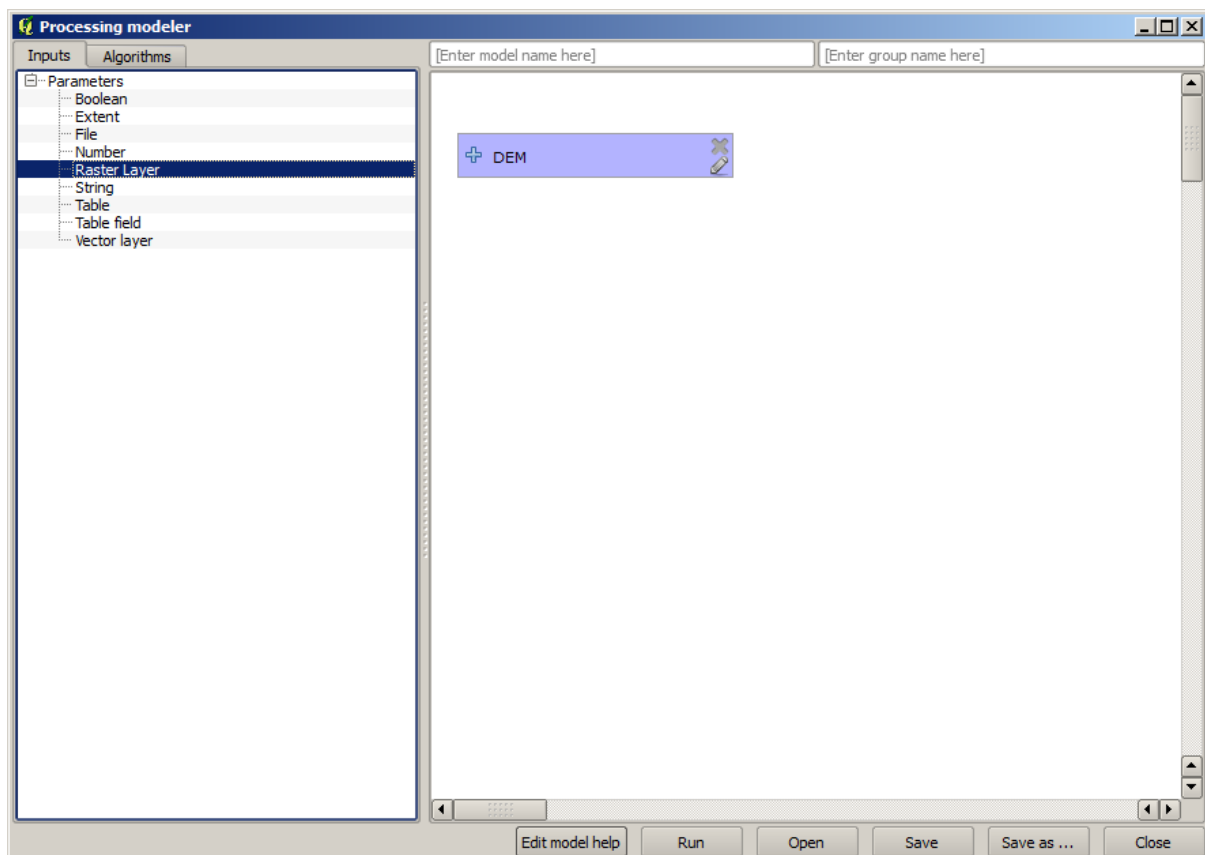 Processing modeler
Inputs Algorithms [Enter model name here] [Enter group name here]
Parameters
Boolean
Extent
File
Number
DEM
Raster Layer
String
Table
Table field
Vector layer
Edit model help Run Open Save Save as ... Close